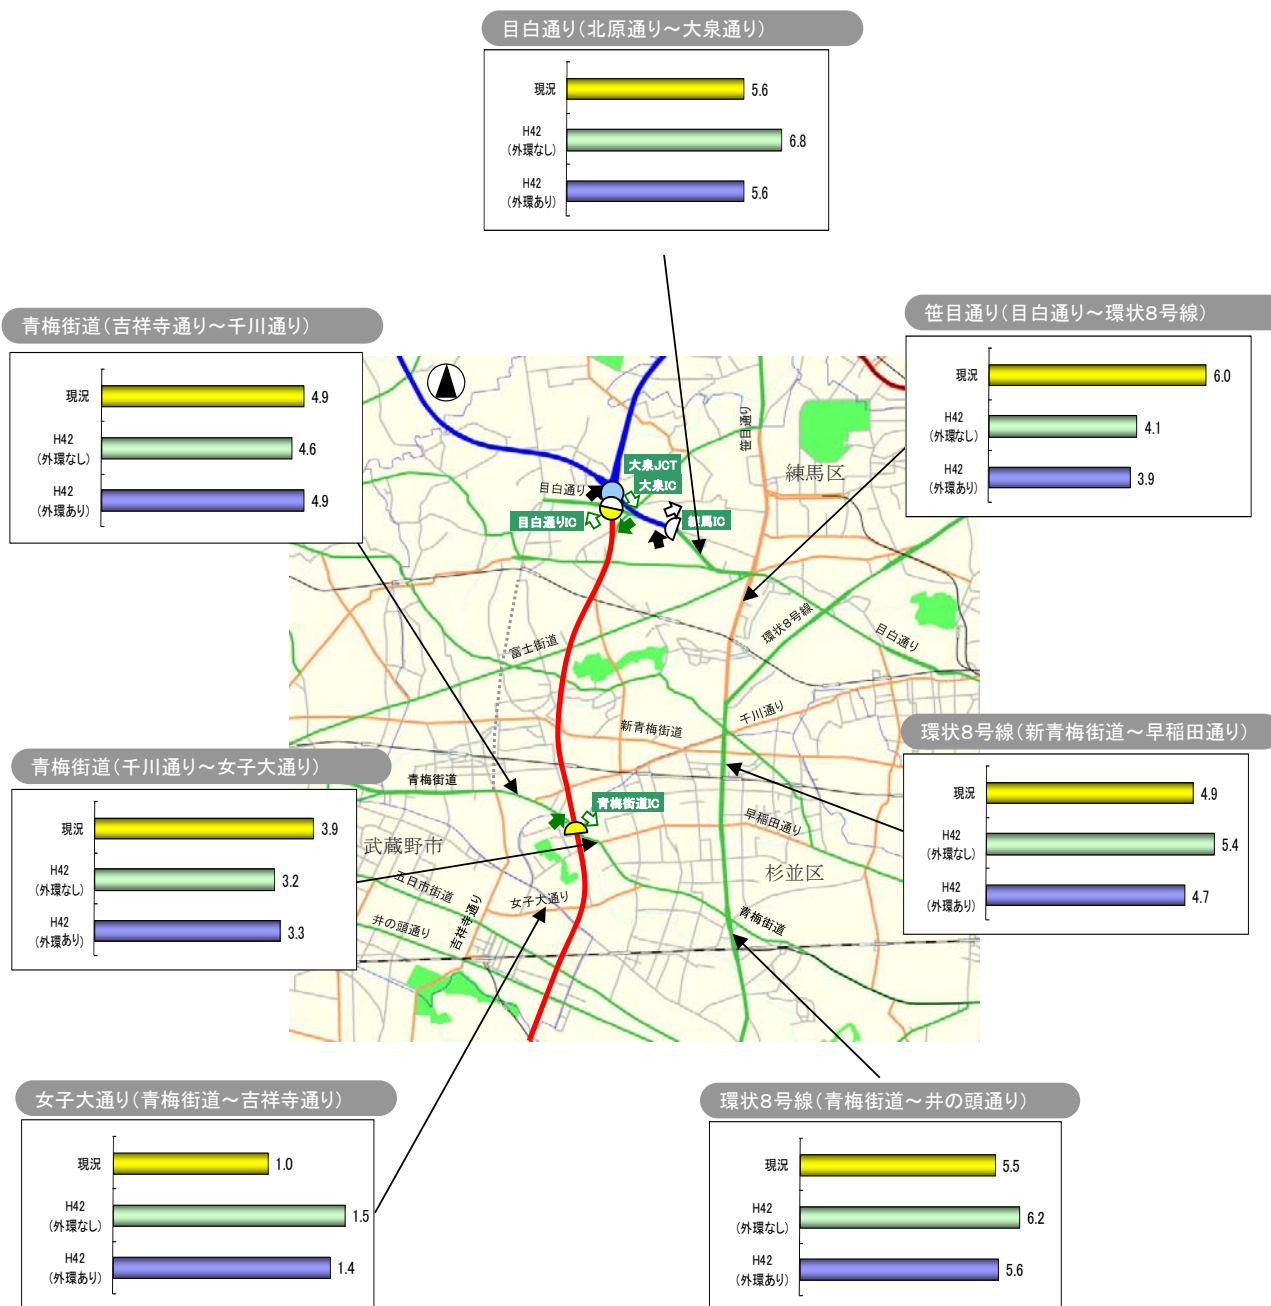 目白通り(北原通り～大泉通り)
現況
5.6
H42
(外環なし)
6.8
H42
(外環あり)
5.6
青梅街道(吉祥寺通り～千川通り)
現況
4.9
H42
(外環なし)
4.6
H42
(外環あり)
4.9
笹目通り(目白通り～環状8号線)
現況
6.0
H42
(外環なし)
4.1
H42
(外環あり)
3.9
笹目通り
練馬区
大泉JCT
大泉IC
目白通り
目白通りIC
練馬IC
環状8号線
目白通り
富士街道
千川通り
新青梅街道
青梅街道
青梅街道IC
早稲田通り
武蔵野市
杉並区
五日市街道
女子大通り
吉祥寺通り
井の頭通り
青梅街道
青梅街道(千川通り～女子大通り)
現況
3.9
H42
(外環なし)
3.2
H42
(外環あり)
3.3
環状8号線(新青梅街道～早稲田通り)
現況
4.9
H42
(外環なし)
5.4
H42
(外環あり)
4.7
女子大通り(青梅街道～吉祥寺通り)
現況
1.0
H42
(外環なし)
1.5
H42
(外環あり)
1.4
環状8号線(青梅街道～井の頭通り)
現況
5.5
H42
(外環なし)
6.2
H42
(外環あり)
5.6